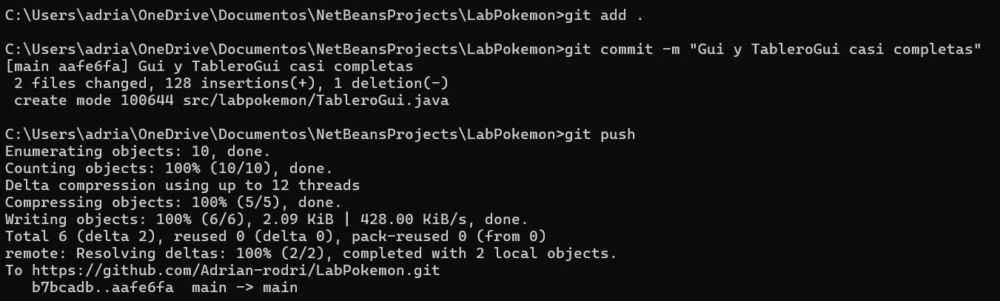 C:\Users\adria\OneDrive\Documentos\NetBeansProjects\LabPokemon>git add .
C:\Users\adria\OneDrive\Documentos\NetBeansProjects\LabPokemon>git commit -m "Gui y TableroGui casi completas"
[main aafe6fa] Gui y TableroGui casi completas
 2 files changed, 128 insertions(+), 1 deletion(-)
 create mode 100644 src/labpokemon/TableroGui.java
C:\Users\adria\OneDrive\Documentos\NetBeansProjects\LabPokemon>git push
Enumerating objects: 10, done.
Counting objects: 100% (10/10), done.
Delta compression using up to 12 threads
Compressing objects: 100% (5/5), done.
Writing objects: 100% (6/6), 2.09 KiB | 428.00 KiB/s, done.
Total 6 (delta 2), reused 0 (delta 0), pack-reused 0 (from 0)
remote: Resolving deltas: 100% (2/2), completed with 2 local objects.
To https://github.com/Adrian-rodri/LabPokemon.git
   b7bcadb..aafe6fa  main -> main